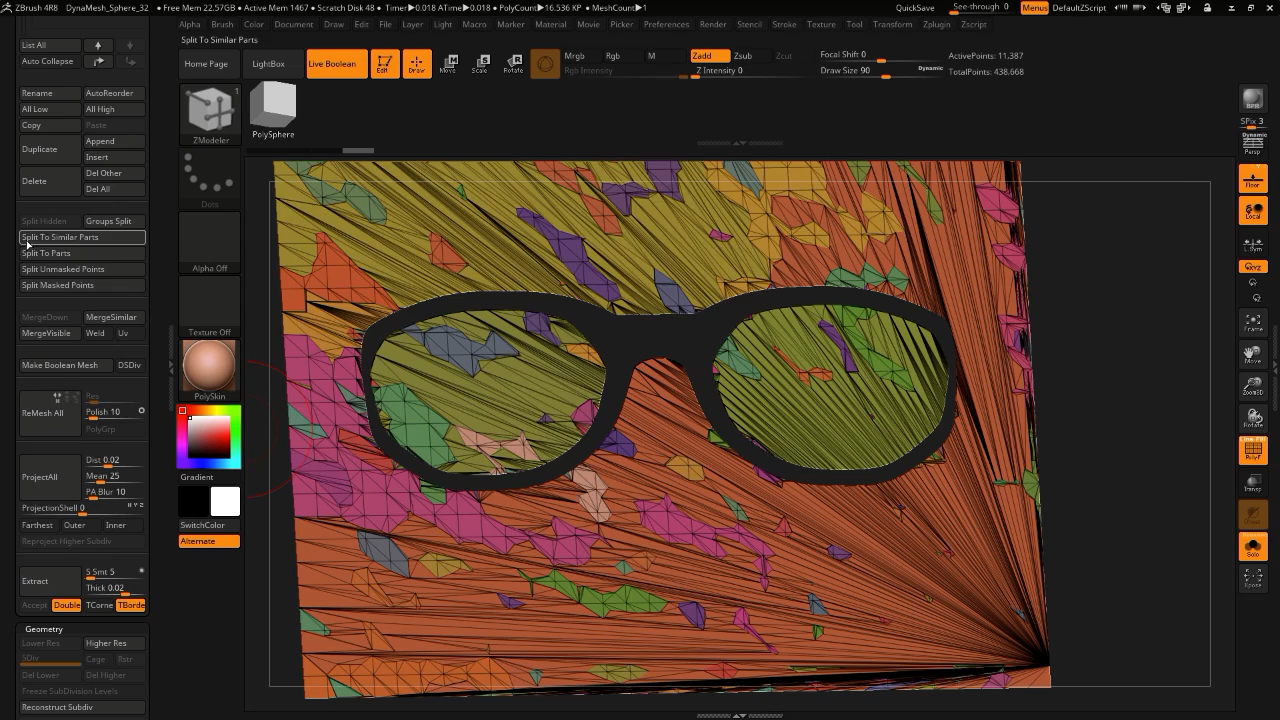 ZBrush 4R8 DynaMesh_Sphere_32 • Free Mem 22.57GB • Active Mem 1467 • Scratch Disk 48 • Timer▶0.018 ATime▶0.018 • PolyCount▶16.536 KP • MeshCount▶1 QuickSave See-through 0 Menus DefaultZScript
Alpha Brush Color Document Draw Edit File Layer Light Macro Marker Material Movie Picker Preferences Render Stencil Stroke Texture Tool Transform Zplugin Zscript
Split To Similar Parts
List All
Auto Collapse
Rename AutoReorder
All Low All High
Copy Paste
Duplicate Append
Insert
Delete Del Other
Del All
Split Hidden Groups Split
Split To Similar Parts
Split To Parts
Split Unmasked Points
Split Masked Points
MergeDown MergeSimilar
MergeVisible Weld Uv
Make Boolean Mesh DSDiv
ReMesh All Res
Polish 10
PolyGrp
ProjectAll Dist 0.02
Mean 25
PA Blur 10
ProjectionShell 0 X Y Z
Farthest Outer Inner
Reproject Higher Subdiv
Extract S Smt 5
Thick 0.02
Accept Double TCorne TBorde
Geometry
Lower Res Higher Res
SDiv Cage Rstr
Del Lower Del Higher
Freeze SubDivision Levels
Reconstruct Subdiv
Home Page LightBox Live Boolean Edit Draw Move Scale Rotate
Mrgb Rgb M Zadd Zsub Zcut
Rgb Intensity Z Intensity 0
Focal Shift 0
Draw Size 90 Dynamic
ActivePoints: 11,387
TotalPoints: 438,668
1
ZModeler
PolySphere
Dots
Alpha Off
Texture Off
PolySkin
Gradient
SwitchColor
Alternate
BPR
SPix 3
Dynamic
Persp
Floor
Local
L.Sym
XYZ
Frame
Move
Zoom3D
Rotate
Line Fill
PolyF
Transp
Solo
Xpose